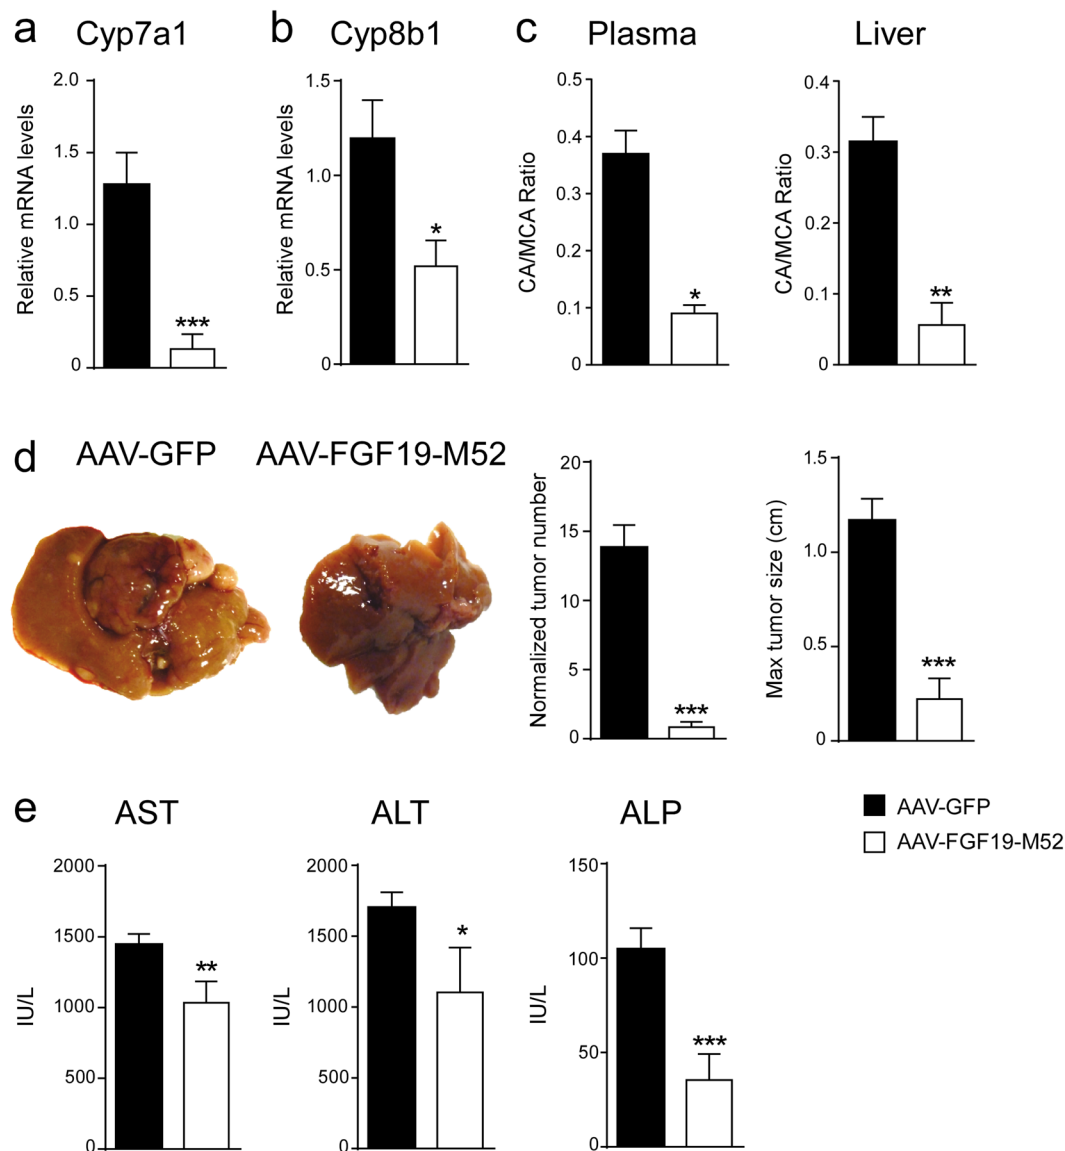 a Cyp7a1
Relative mRNA levels
2.0
1.5
1.0
0.5
0
***
b Cyp8b1
Relative mRNA levels
1.5
1.0
0.5
0
*
c Plasma
CA/MCA Ratio
0.5
0.4
0.3
0.2
0.1
0
*
Liver
CA/MCA Ratio
0.4
0.3
0.2
0.1
0
**
d AAV-GFP AAV-FGF19-M52
Normalized tumor number
20
15
10
5
0
***
Max tumor size (cm)
1.5
1.0
0.5
0
***
e AST
IU/L
2000
1500
1000
500
0
**
ALT
IU/L
2000
1500
1000
500
0
*
ALP
IU/L
150
100
50
0
***
AAV-GFP
AAV-FGF19-M52